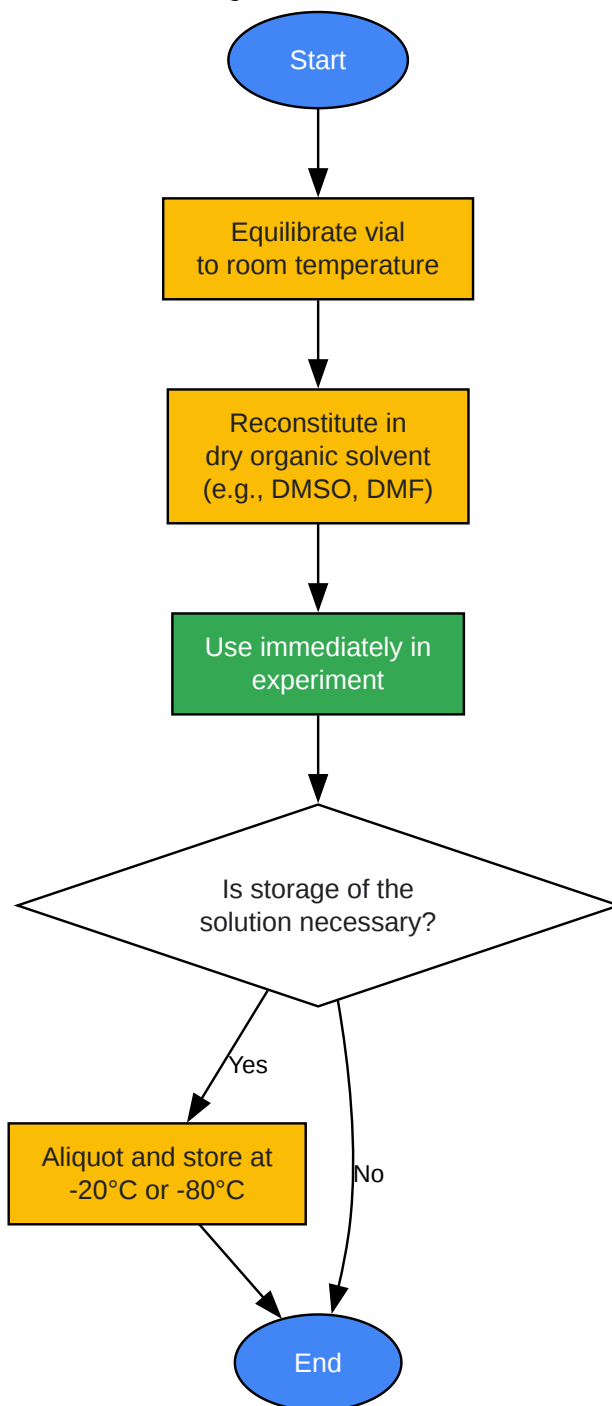 Start
Equilibrate vial
to room temperature
Reconstitute in
dry organic solvent
(e.g., DMSO, DMF)
Use immediately in
experiment
Is storage of the
solution necessary?
Yes
No
Aliquot and store at
-20°C or -80°C
End